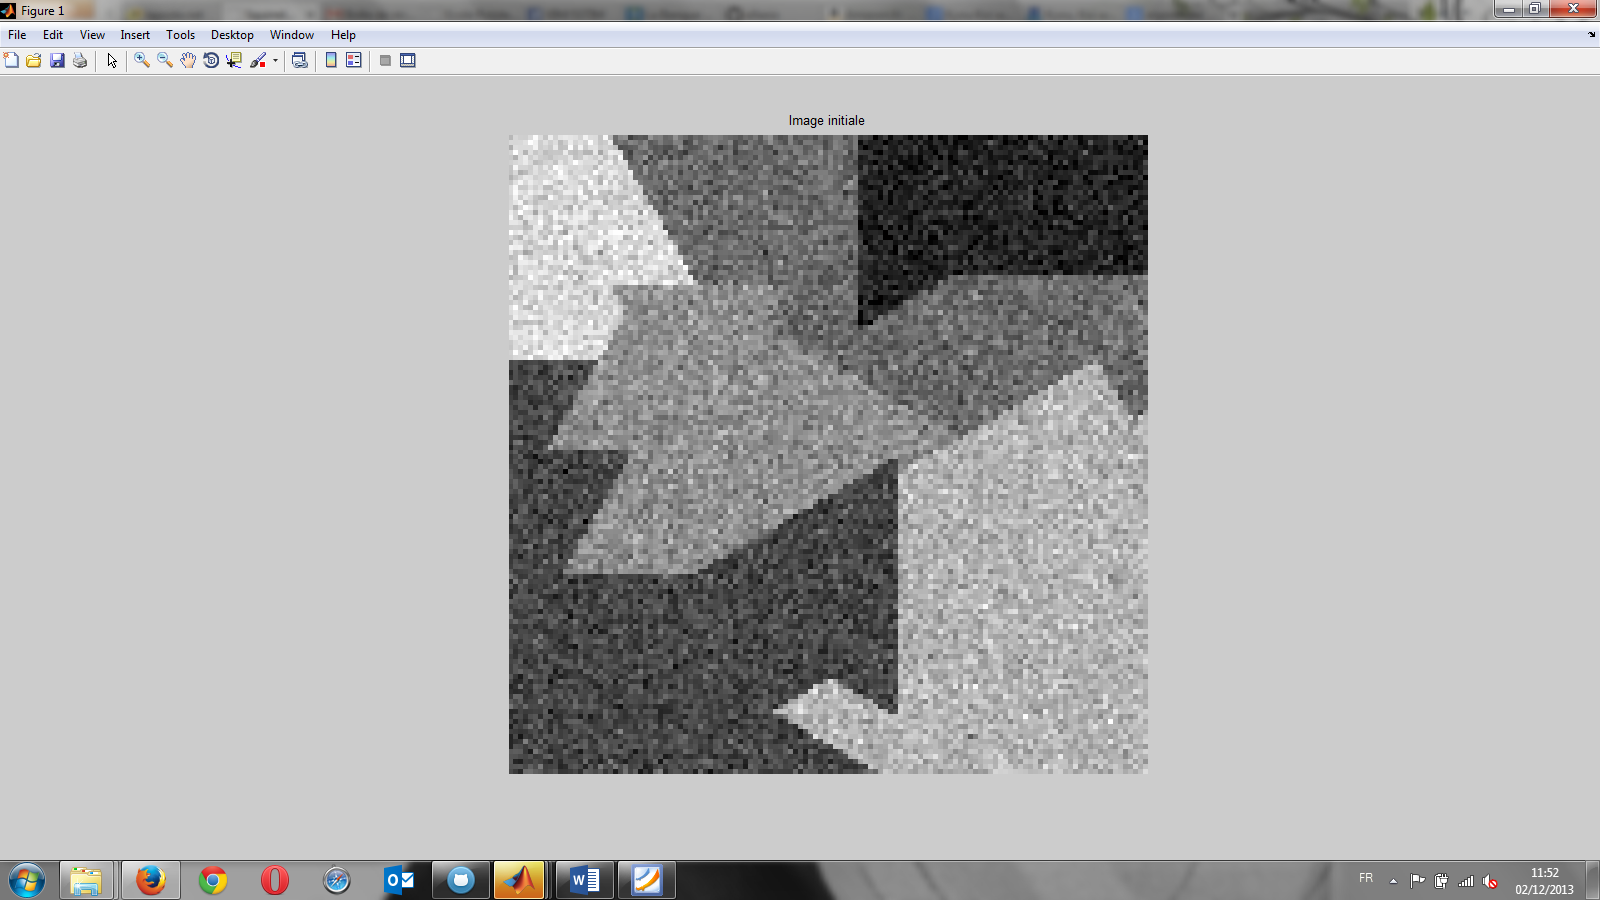 Figure 1
File Edit View Insert Tools Desktop Window Help
Image initiale
FR
11:52
02/12/2013